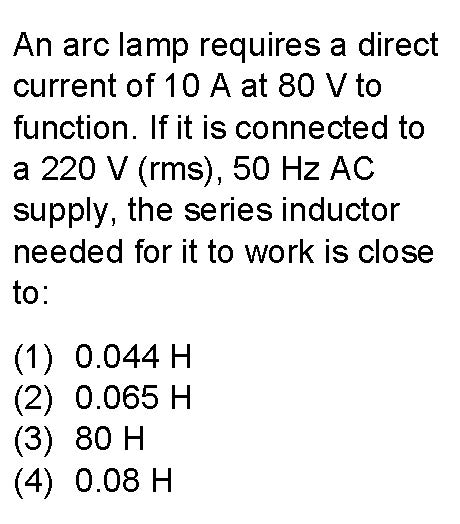 An arc lamp requires a direct
current of 10 A at 80 V to
function. If it is connected to
a 220 V (rms), 50 Hz AC
supply, the series inductor
needed for it to work is close
to:
(1) 0.044 H
(2) 0.065 H
(3) 80 H
(4) 0.08 H